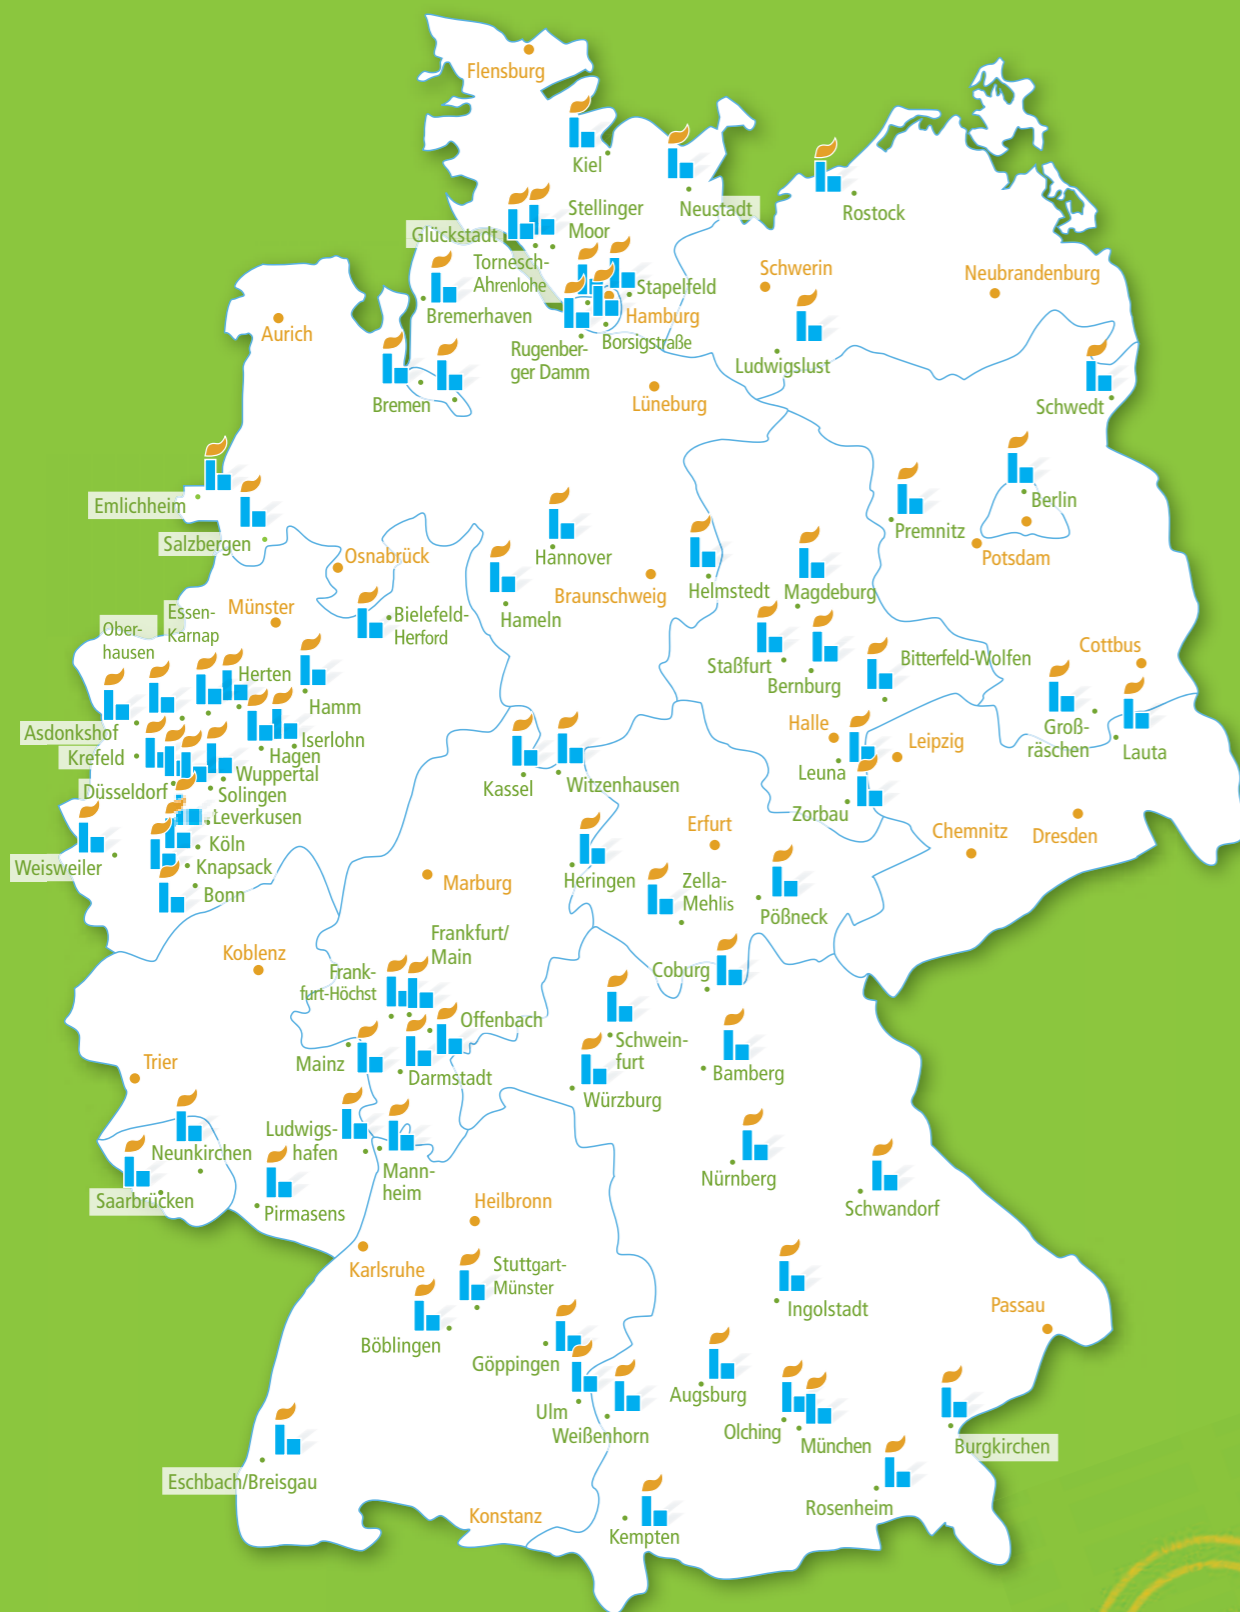 Flensburg
Kiel
Neustadt
Rostock
Stellinger
Moor
Glückstadt
Tornesch-
Ahrenlohe
Stapelfeld
Schwerin
Neubrandenburg
Bremerhaven
Hamburg
Aurich
Borsigstraße
Rugenber-
ger Damm
Ludwigslust
Bremen
Lüneburg
Schwedt
Emlichheim
Berlin
Premnitz
Salzbergen
Osnabrück
Hannover
Potsdam
Braunschweig
Helmstedt
Magdeburg
Münster
Essen-
Karnap
Bielefeld-
Herford
Hameln
Ober-
hausen
Herten
Staßfurt
Bernburg
Bitterfeld-Wolfen
Cottbus
Hamm
Asdonkshof
Iserlohn
Hagen
Krefeld
Halle
Leipzig
Groß-
räschen
Lauta
Wuppertal
Düsseldorf
Solingen
Kassel
Witzenhausen
Leuna
Zorbau
Leverkusen
Erfurt
Chemnitz
Dresden
Köln
Weisweiler
Knapsack
Bonn
Marburg
Heringen
Zella-
Mehlis
Pößneck
Frankfurt/
Main
Koblenz
Frank-
furt-Höchst
Coburg
Offenbach
Schwein-
furt
Mainz
Trier
Darmstadt
Bamberg
Würzburg
Ludwigs-
hafen
Neunkirchen
Mann-
heim
Nürnberg
Saarbrücken
Pirmasens
Heilbronn
Schwandorf
Karlsruhe
Stuttgart-
Münster
Ingolstadt
Passau
Böblingen
Göppingen
Augsburg
Ulm
Weißenhorn
Olching
München
Burgkirchen
Eschbach/Breisgau
Rosenheim
Konstanz
Kempten